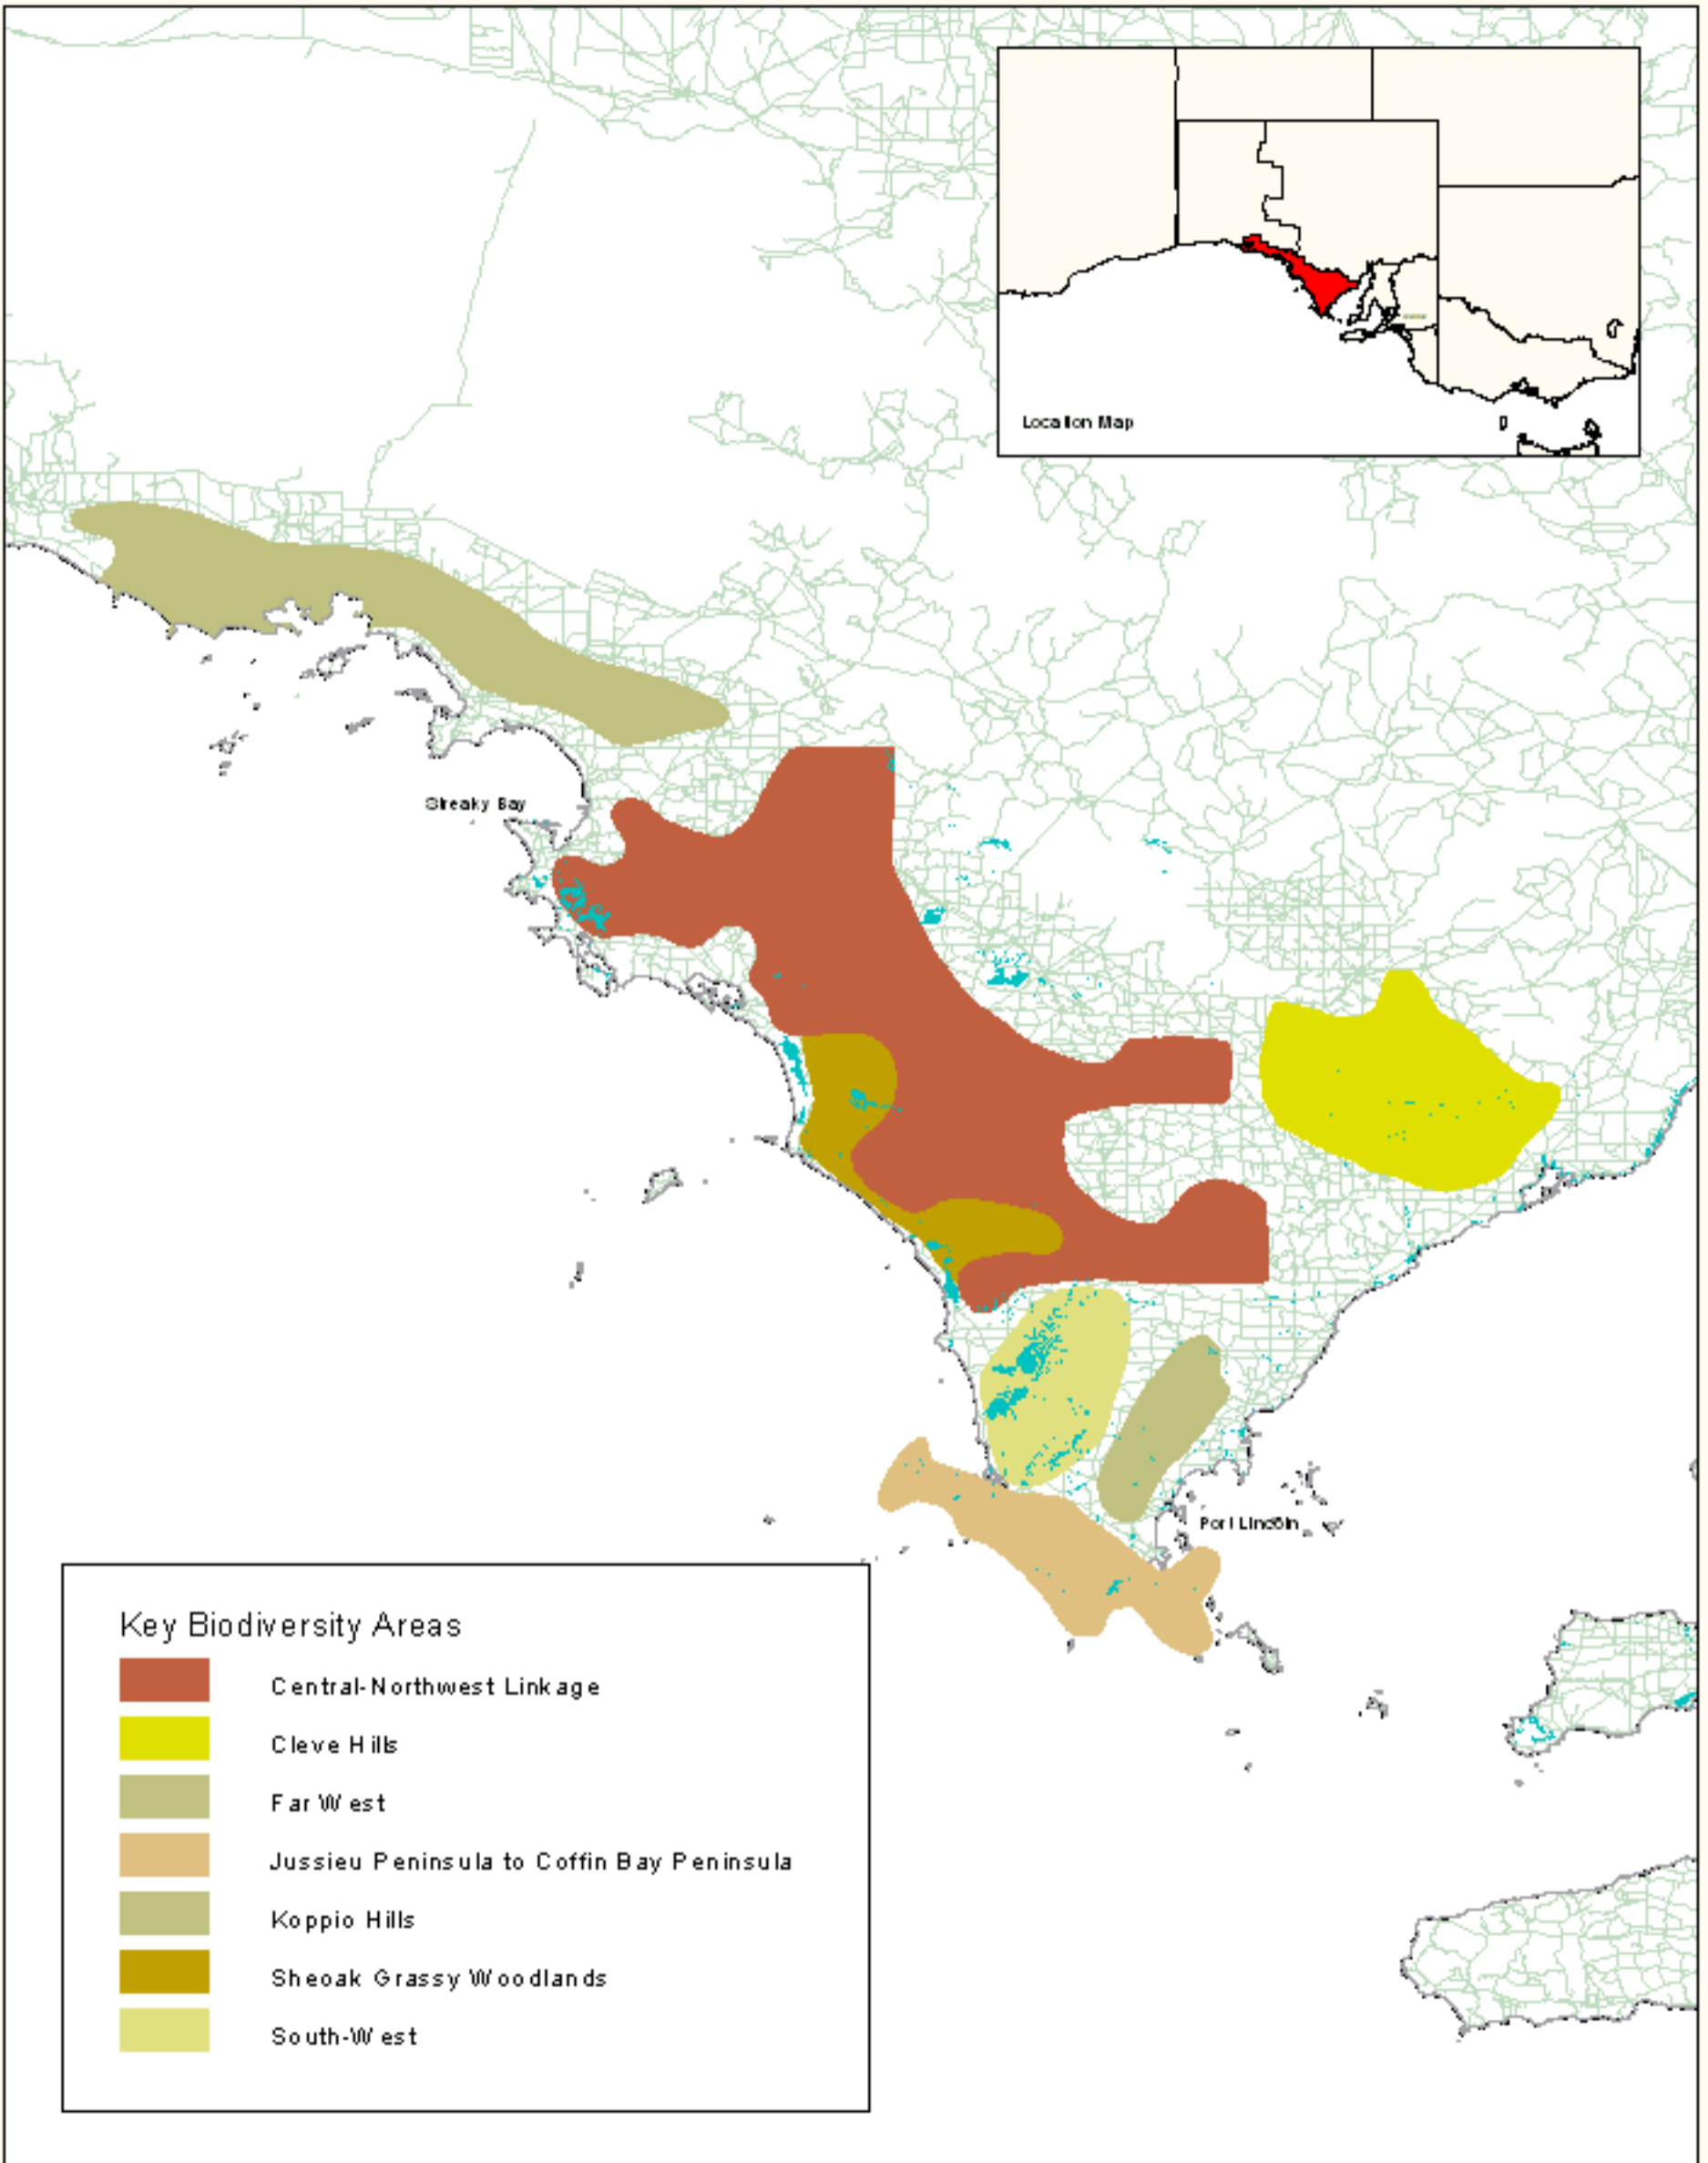 Location Map
Streaky Bay
Port Lincoln
Key Biodiversity Areas
Central-Northwest Linkage
Cleve Hills
Far West
Jussieu Peninsula to Coffin Bay Peninsula
Koppio Hills
Sheoak Grassy Woodlands
South-West